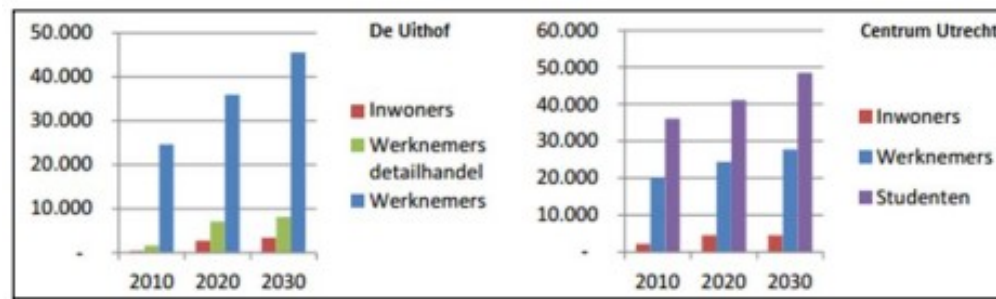 De Uithof
50.000
40.000
30.000
20.000
10.000
-
2010 2020 2030
Inwoners
Werknemers
detailhandel
Werknemers
Centrum Utrecht
60.000
50.000
40.000
30.000
20.000
10.000
-
2010 2020 2030
Inwoners
Werknemers
Studenten